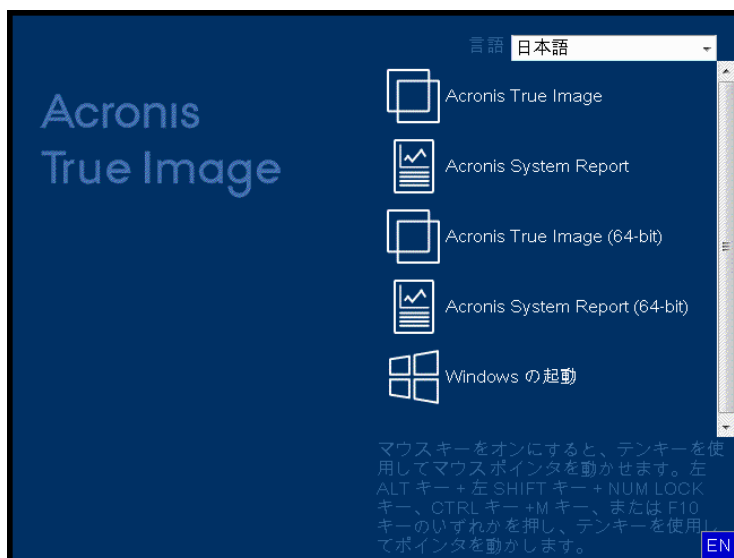 言語 日本語
Acronis
True Image
Acronis True Image
Acronis System Report
Acronis True Image (64-bit)
Acronis System Report (64-bit)
Windows の起動
マウス キーをオンにすると、テンキーを使
用してマウス ポインタを動かせます。左
ALT キー + 左 SHIFT キー + NUM LOCK
キー、CTRL キー +M キー、または F10
キーのいずれかを押し、テンキーを使用し
てポインタを動かします。
EN